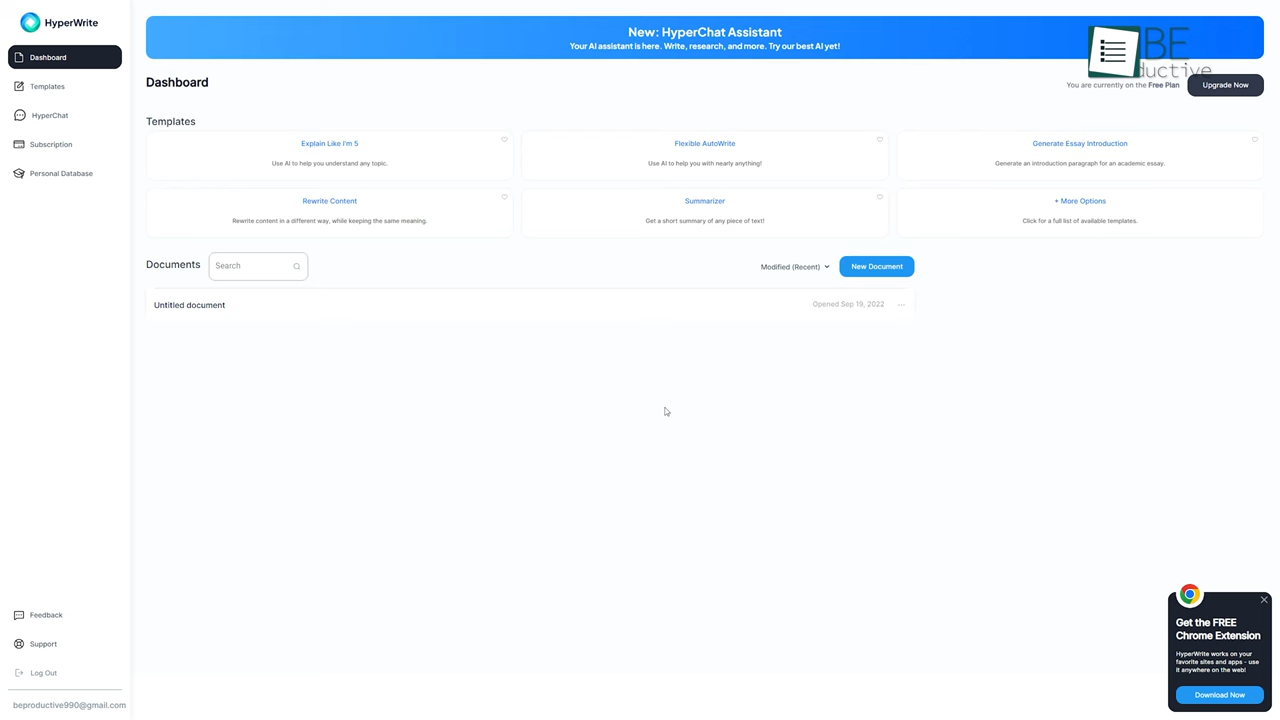 HyperWrite
Dashboard
Templates
HyperChat
Subscription
Personal Database
Feedback
Support
Log Out
beproductive990@gmail.com
New: HyperChat Assistant
Your AI assistant is here. Write, research, and more. Try our best AI yet!
BE
ductive
Dashboard
You are currently on the Free Plan
Upgrade Now
Templates
Explain Like I'm 5
Use AI to help you understand any topic.
Flexible AutoWrite
Use AI to help you with nearly anything!
Generate Essay Introduction
Generate an introduction paragraph for an academic essay.
Rewrite Content
Rewrite content in a different way, while keeping the same meaning.
Summarizer
Get a short summary of any piece of text!
+ More Options
Click for a full list of available templates.
Documents
Search
Modified (Recent)
New Document
Untitled document
Opened Sep 19, 2022
Get the FREE
Chrome Extension
HyperWrite works on your
favorite sites and apps - use
it anywhere on the web!
Download Now